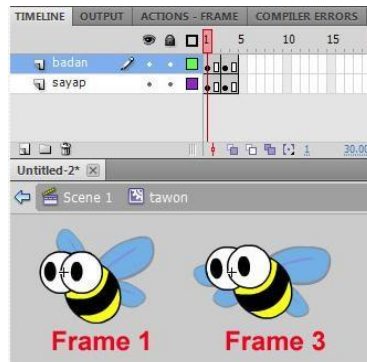 TIMELINE OUTPUT ACTIONS - FRAME COMPILER ERRORS
1 5 10 15
badan
sayap
1 30.00
Untitled-2*
Scene 1 tawon
Frame 1 Frame 3